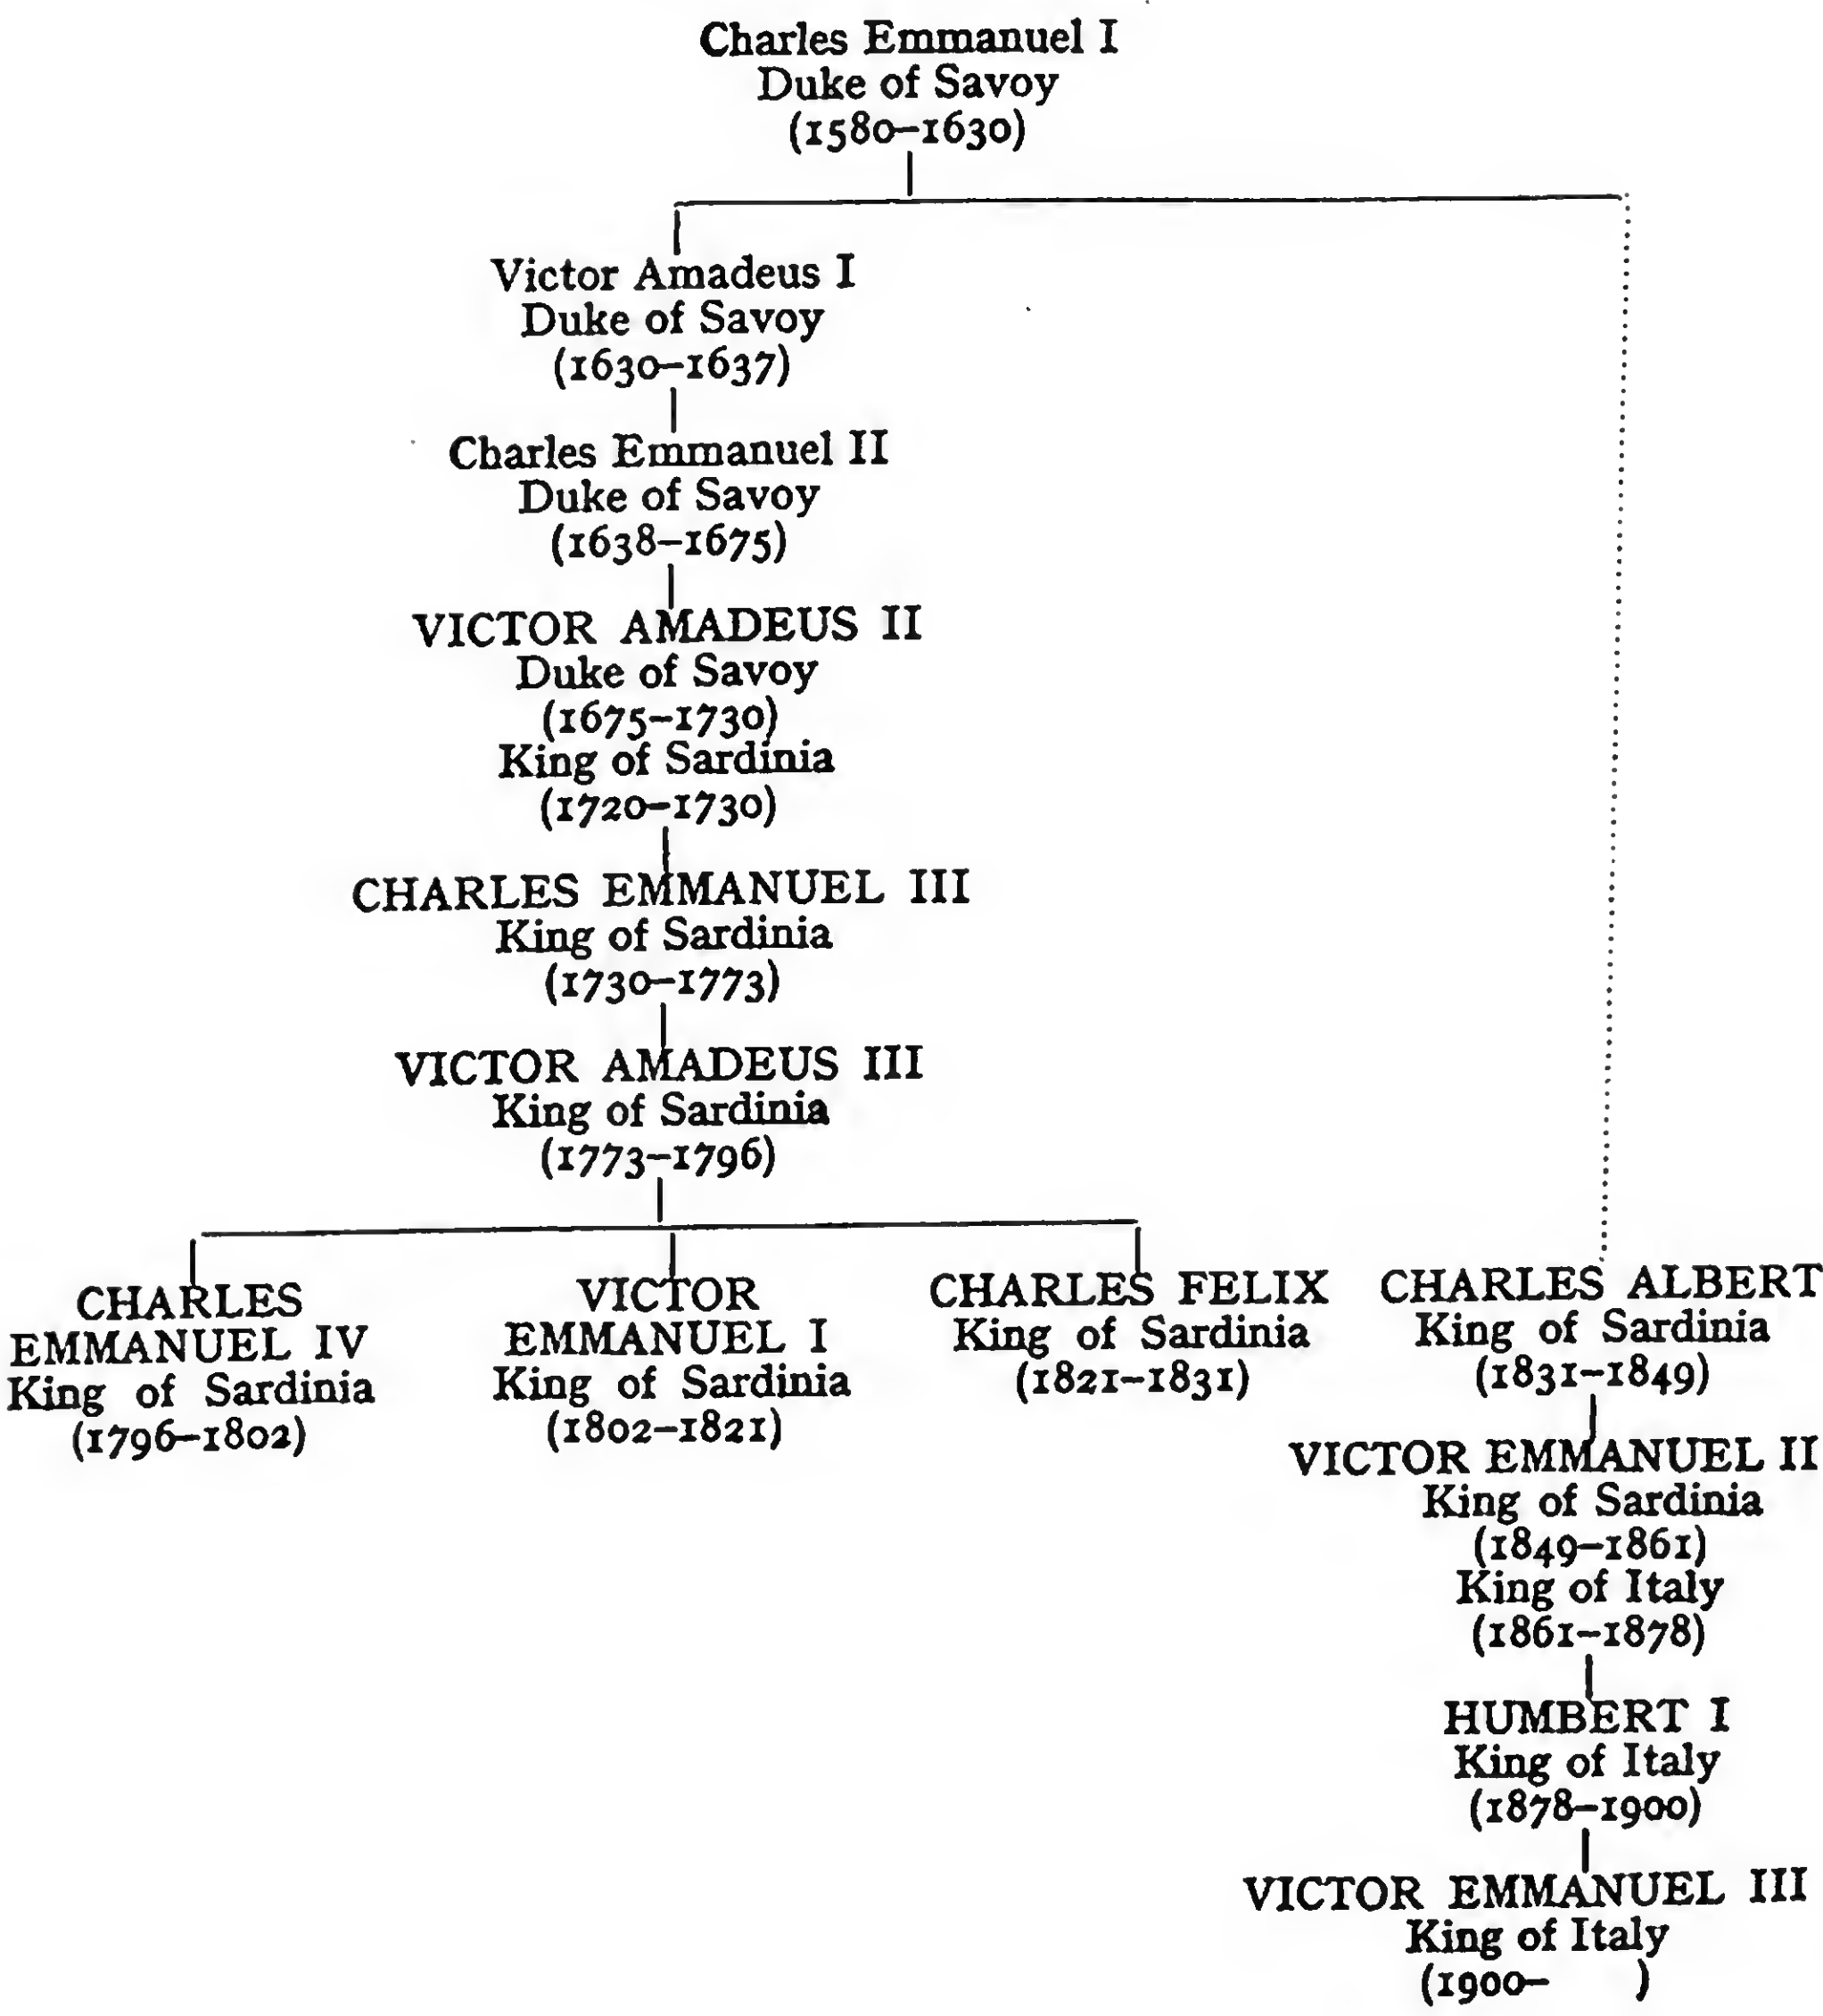 Charles Emmanuel I
Duke of Savoy
(1580–1630)
Victor Amadeus I
Duke of Savoy
(1630–1637)
Charles Emmanuel II
Duke of Savoy
(1638–1675)
VICTOR AMADEUS II
Duke of Savoy
(1675–1730)
King of Sardinia
(1720–1730)
CHARLES EMMANUEL III
King of Sardinia
(1730–1773)
VICTOR AMADEUS III
King of Sardinia
(1773–1796)
CHARLES
EMMANUEL IV
King of Sardinia
(1796–1802)
VICTOR
EMMANUEL I
King of Sardinia
(1802–1821)
CHARLES FELIX
King of Sardinia
(1821–1831)
CHARLES ALBERT
King of Sardinia
(1831–1849)
VICTOR EMMANUEL II
King of Sardinia
(1849–1861)
King of Italy
(1861–1878)
HUMBERT I
King of Italy
(1878–1900)
VICTOR EMMANUEL III
King of Italy
(1900– )